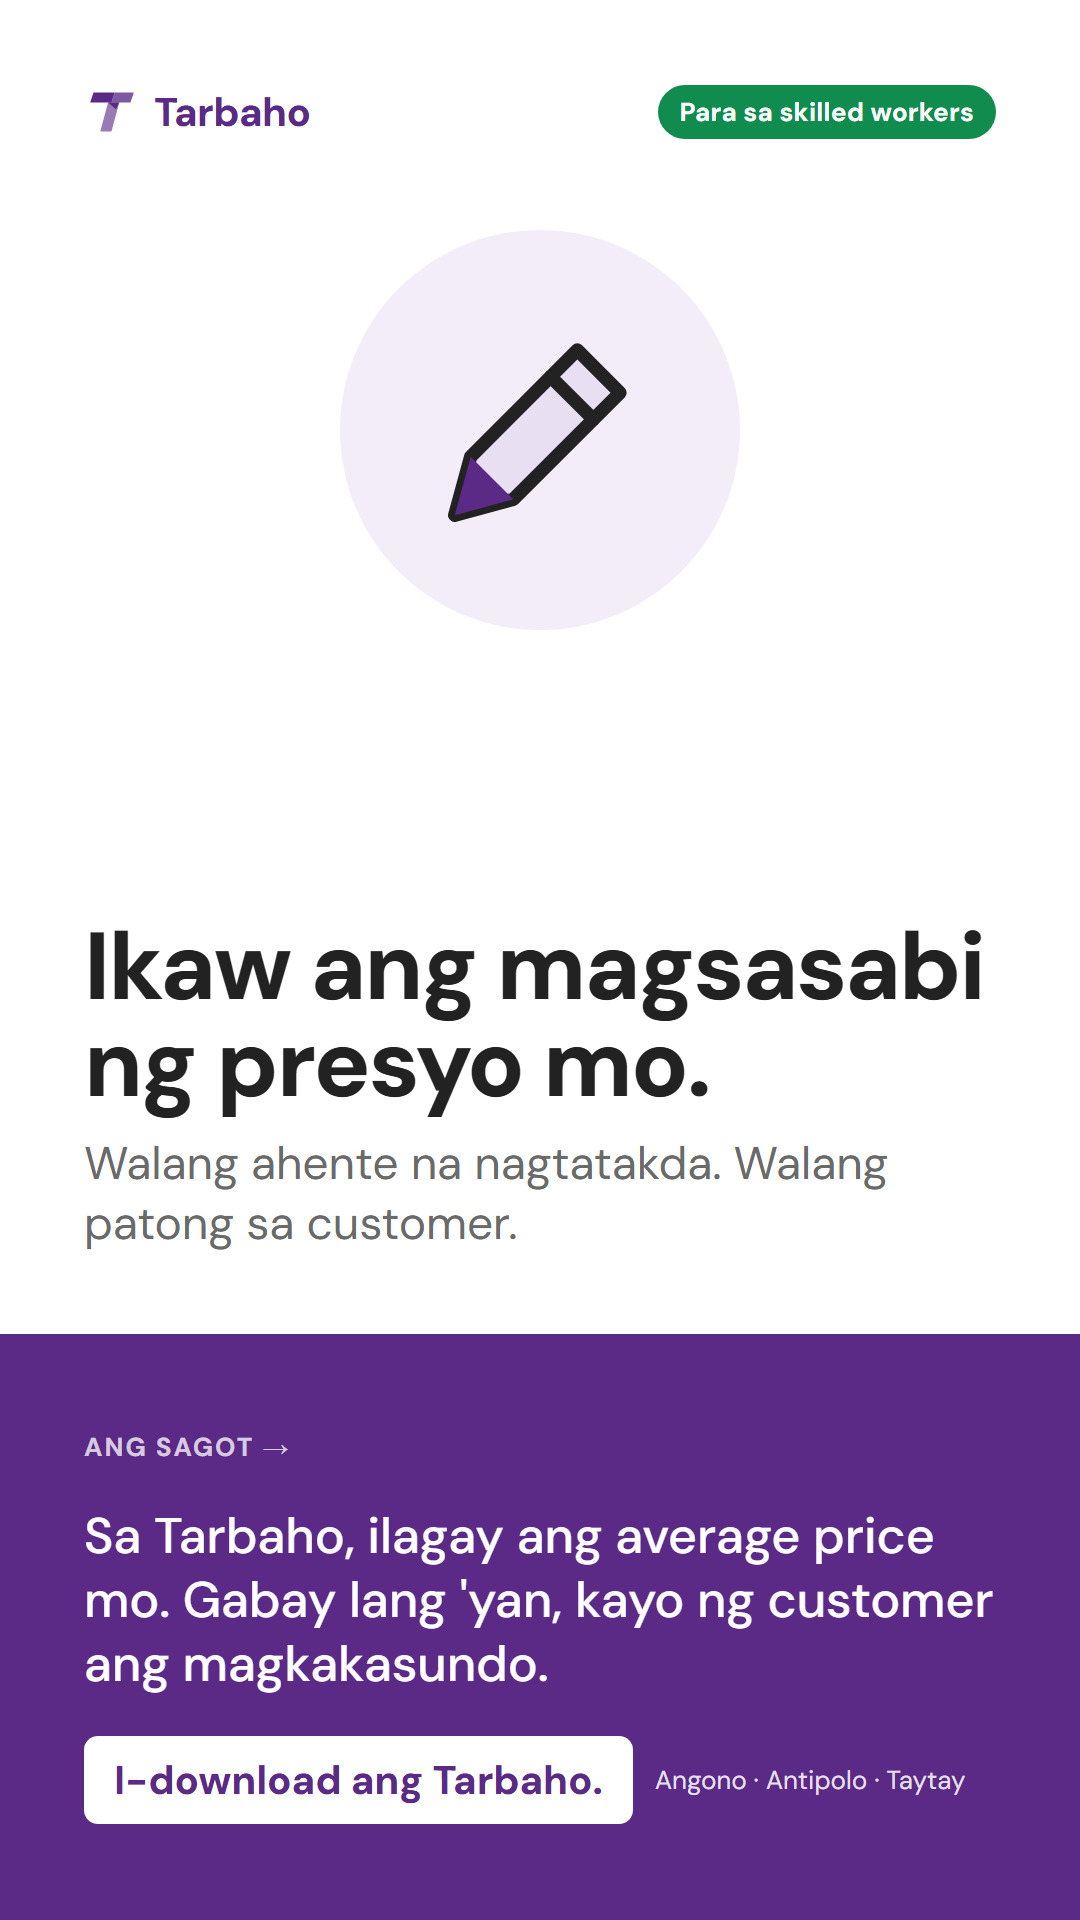 Tarbaho
Para sa skilled workers
Ikaw ang magsasabi
ng presyo mo.
Walang ahente na nagtatakda. Walang
patong sa customer.
ANG SAGOT →
Sa Tarbaho, ilagay ang average price
mo. Gabay lang 'yan, kayo ng customer
ang magkakasundo.
I-download ang Tarbaho.
Angono · Antipolo · Taytay